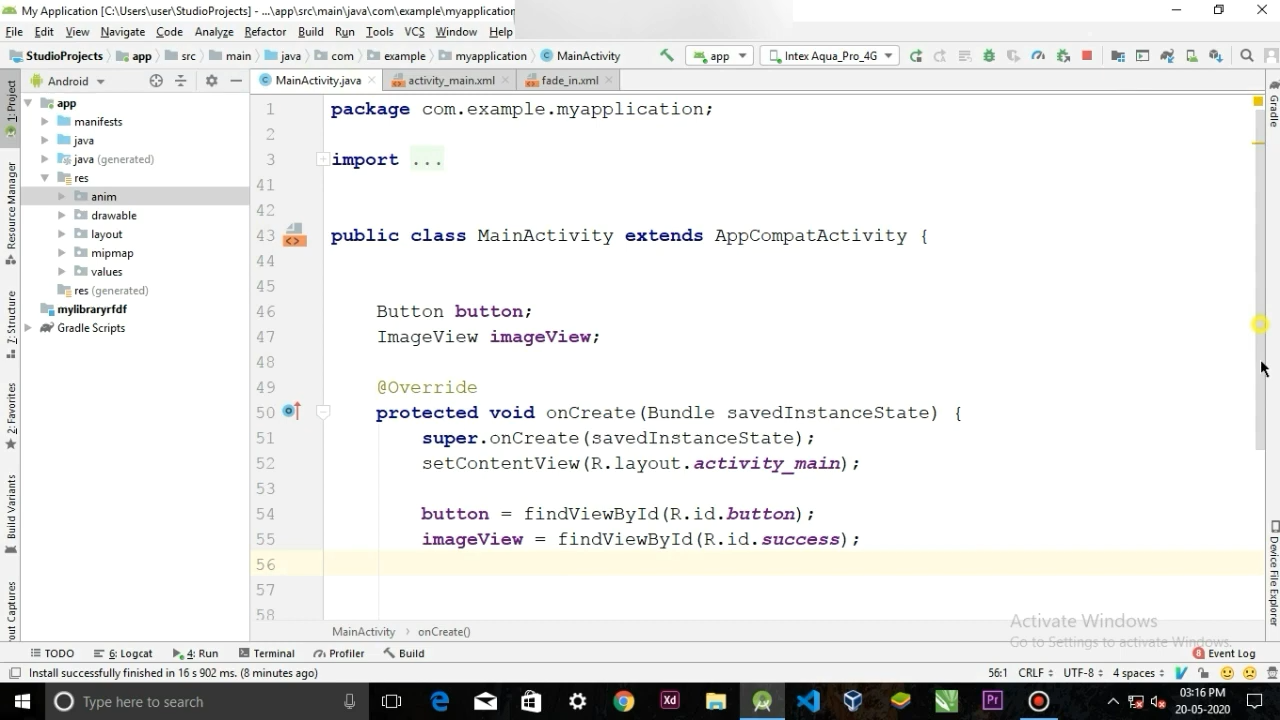 My Application [C:\Users\user\StudioProjects] - ...\app\src\main\java\com\example\myapplication
File Edit View Navigate Code Analyze Refactor Build Run Tools VCS Window Help
StudioProjects app src main java com example myapplication MainActivity app Intex Aqua_Pro_4G
Android MainActivity.java activity_main.xml fade_in.xml
app
manifests
java
java (generated)
res
anim
drawable
layout
mipmap
values
res (generated)
mylibraryrfdf
Gradle Scripts
1: Project
Resource Manager
Z: Structure
2: Favorites
Build Variants
out Captures
1 package com.example.myapplication;
2
3 import ...
41
42
43 public class MainActivity extends AppCompatActivity {
44
45
46 Button button;
47 ImageView imageView;
48
49 @Override
50 protected void onCreate(Bundle savedInstanceState) {
51 super.onCreate(savedInstanceState);
52 setContentView(R.layout.activity_main);
53
54 button = findViewById(R.id.button);
55 imageView = findViewById(R.id.success);
56
57
58
Gradle
Device File Explorer
MainActivity onCreate()
Activate Windows
Go to Settings to activate Windows.
TODO 6: Logcat 4: Run Terminal Profiler Build 8 Event Log
Install successfully finished in 16 s 902 ms. (8 minutes ago) 56:1 CRLF UTF-8 4 spaces
Type here to search Xd Pr 03:16 PM
20-05-2020